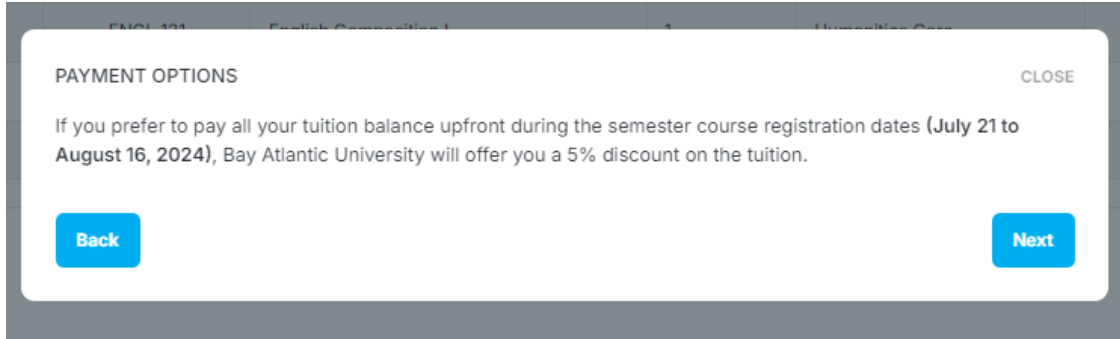 PAYMENT OPTIONS
CLOSE
If you prefer to pay all your tuition balance upfront during the semester course registration dates (July 21 to
August 16, 2024), Bay Atlantic University will offer you a 5% discount on the tuition.
Back
Next